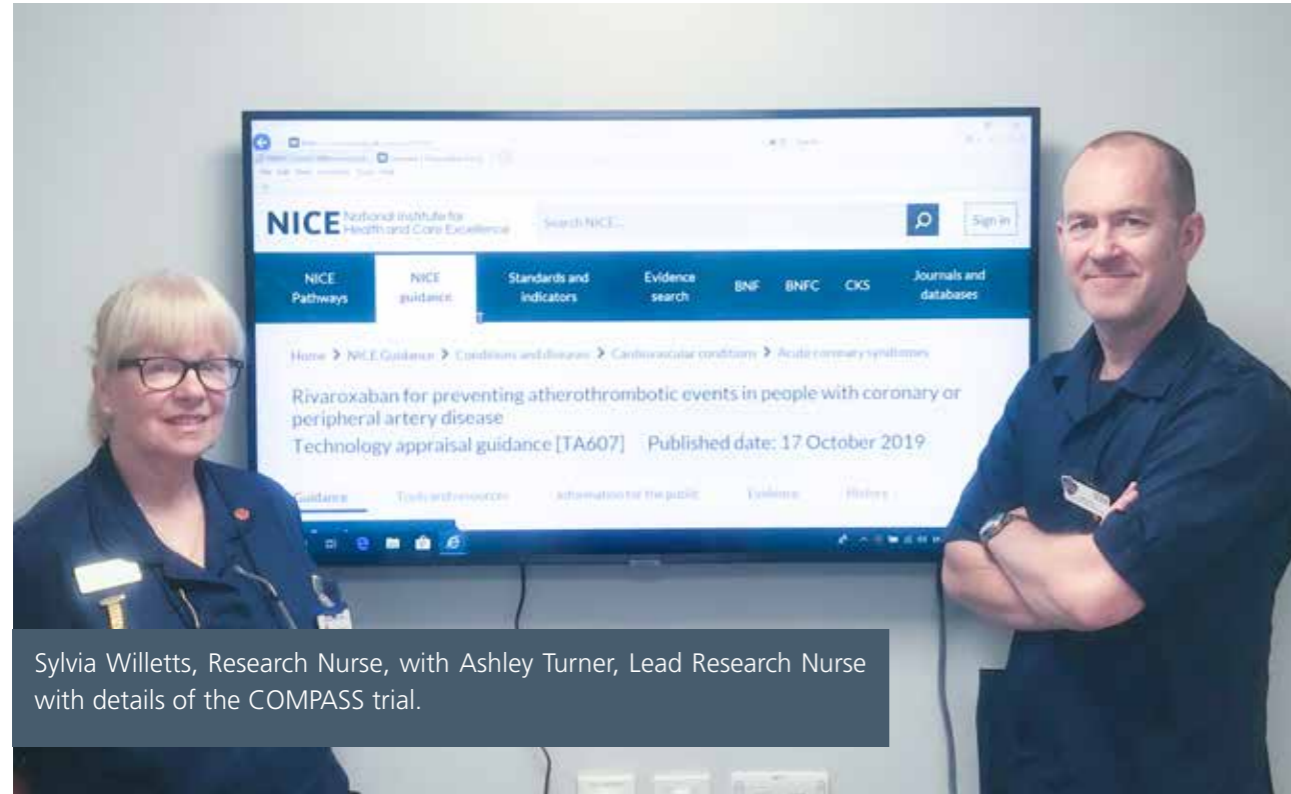 NICE National Institute for
Health and Care Excellence
Search NICE...
Sign in
NICE
Pathways
NICE
guidance
Standards and
indicators
Evidence
search
BNF
BNFC
CKS
Journals and
databases
Home > NICE Guidance > Conditions and diseases > Cardiovascular conditions > Acute coronary syndromes
Rivaroxaban for preventing atherothrombotic events in people with coronary or
peripheral artery disease
Technology appraisal guidance [TA607] Published date: 17 October 2019
Guidance
Tools and resources
Information for the public
Evidence
History
Sylvia Willetts, Research Nurse, with Ashley Turner, Lead Research Nurse
with details of the COMPASS trial.